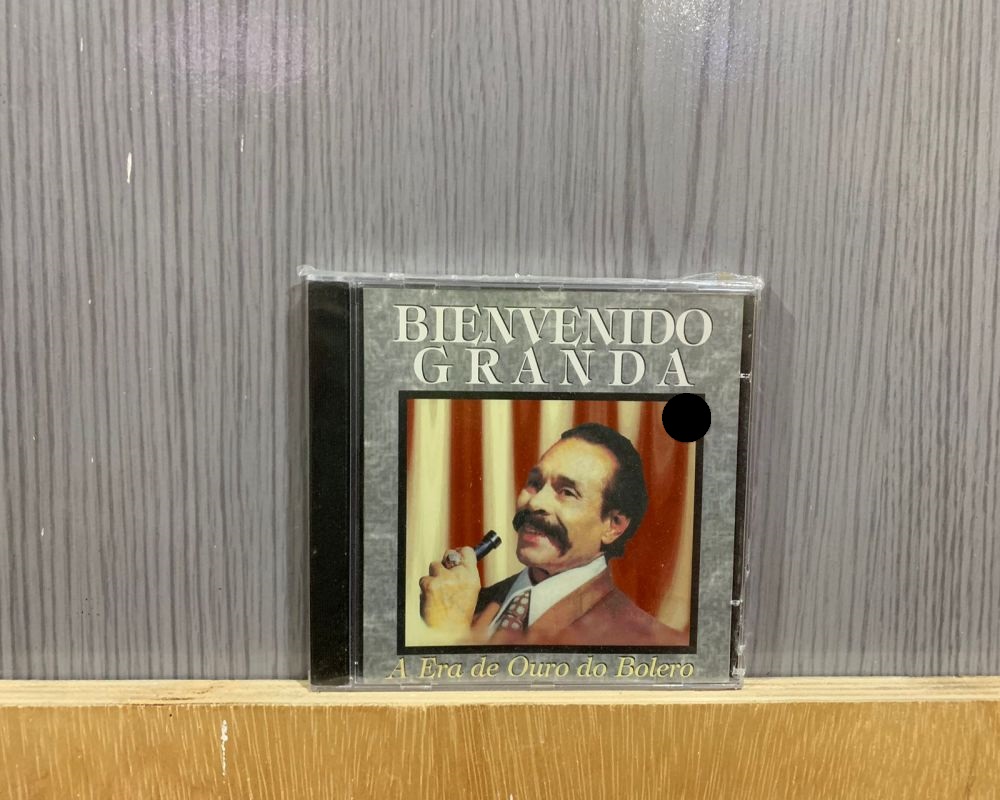 BIENVENIDO
GRANDA
A Era de Ouro do Bolero